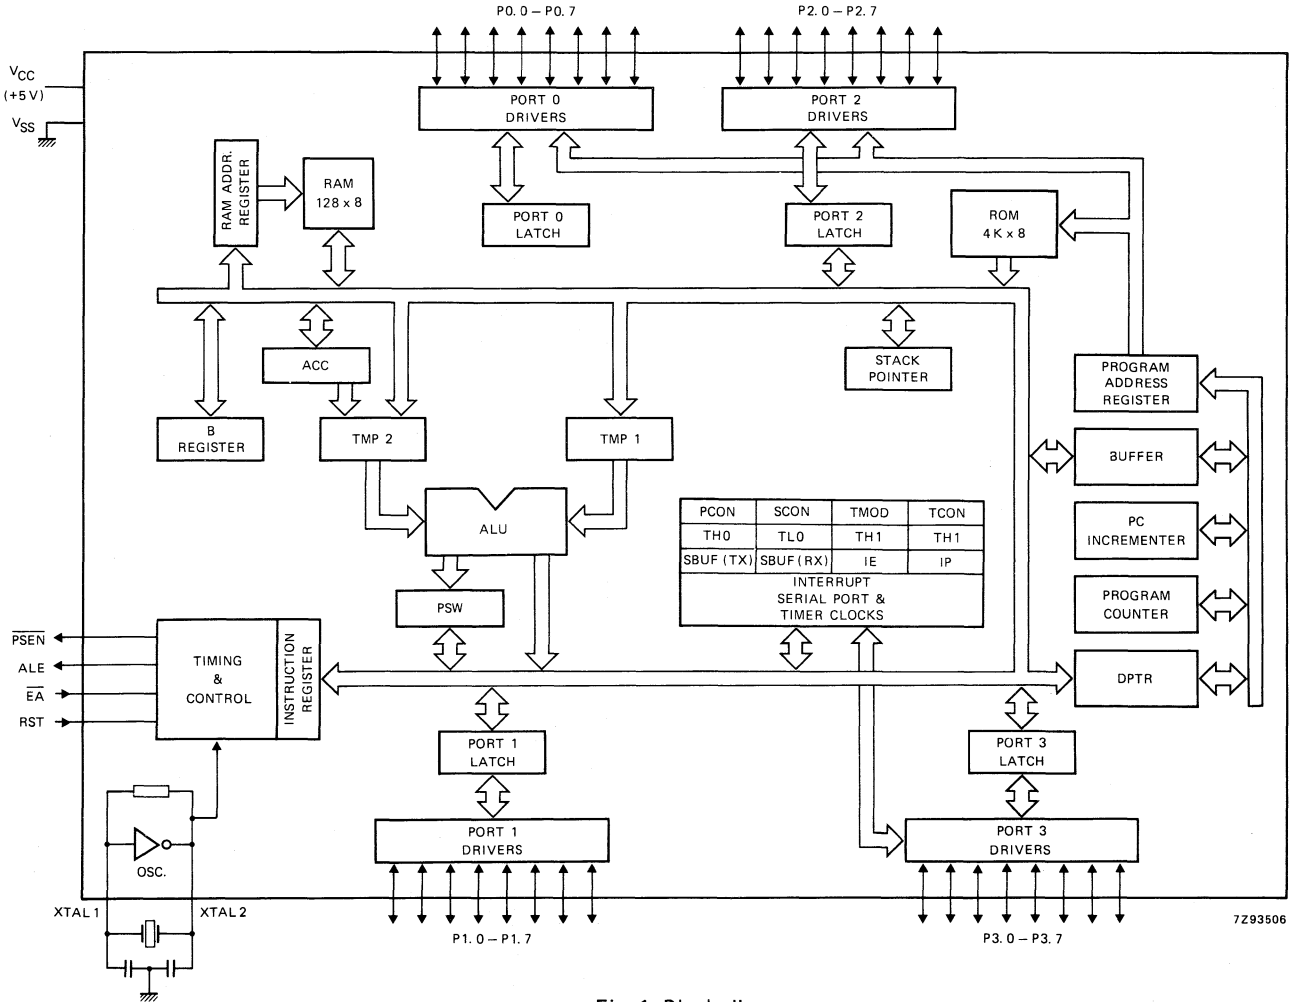 P0.0 – P0.7
P2.0 – P2.7
VCC
(+5 V)
VSS
PORT 0
DRIVERS
PORT 2
DRIVERS
RAM ADDR.
REGISTER
RAM
128 x 8
PORT 0
LATCH
PORT 2
LATCH
ROM
4K x 8
ACC
STACK
POINTER
PROGRAM
ADDRESS
REGISTER
B
REGISTER
TMP 2
TMP 1
BUFFER
ALU
PCON SCON TMOD TCON
TH0 TL0 TH1 TH1
SBUF (TX) SBUF (RX) IE IP
INTERRUPT
SERIAL PORT &
TIMER CLOCKS
PC
INCREMENTER
PSW
PROGRAM
COUNTER
PSEN
ALE
EA
RST
TIMING
&
CONTROL
INSTRUCTION
REGISTER
DPTR
PORT 1
LATCH
PORT 3
LATCH
OSC.
PORT 1
DRIVERS
PORT 3
DRIVERS
XTAL 1
XTAL 2
P1.0 – P1.7
P3.0 – P3.7
7Z93506